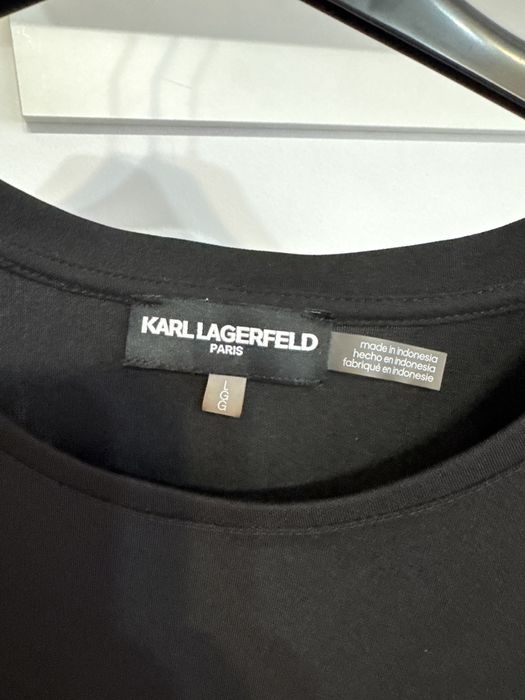 KARL LAGERFELD
PARIS
made in indonesia
hecho en indonesia
fabriqué en indonesie
L
G
G